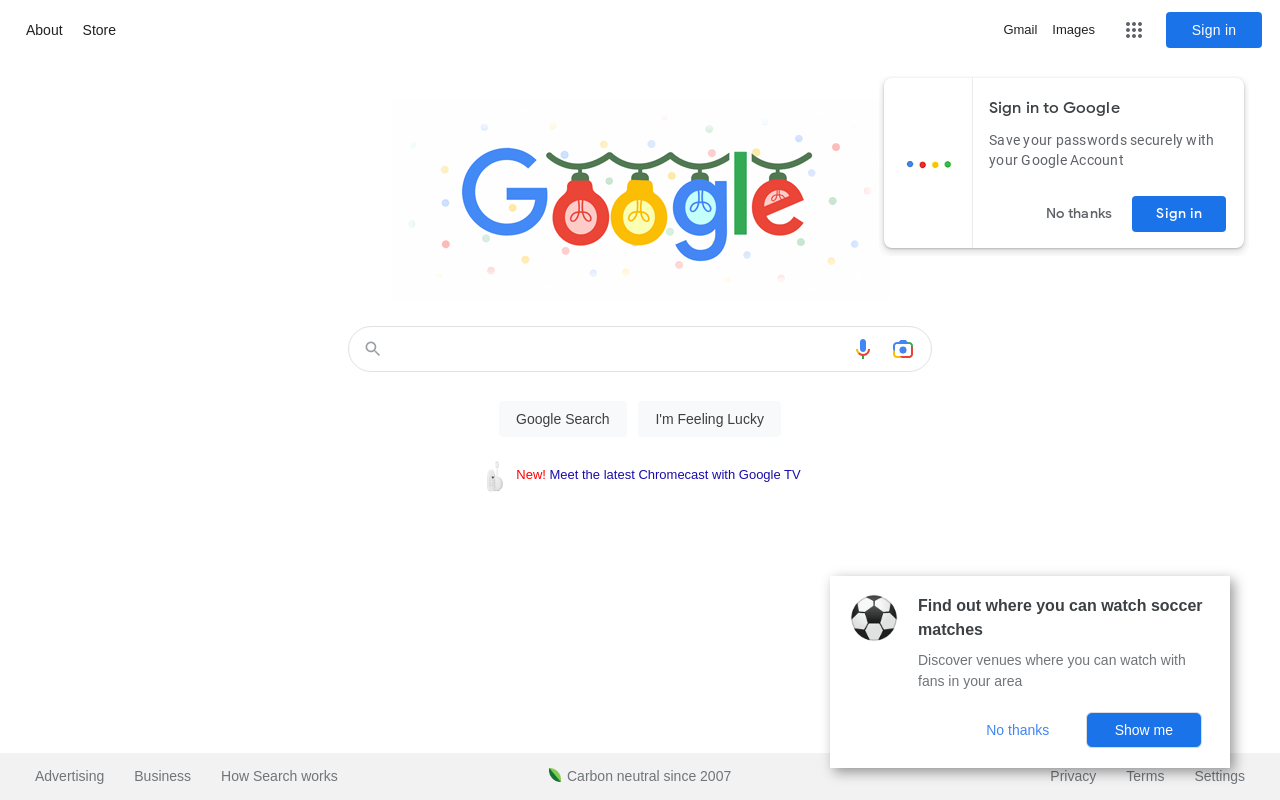 About Store
Gmail Images Sign in
Google
Sign in to Google
Save your passwords securely with
your Google Account
No thanks Sign in
Google Search I'm Feeling Lucky
New! Meet the latest Chromecast with Google TV
Find out where you can watch soccer
matches
Discover venues where you can watch with
fans in your area
No thanks Show me
Advertising Business How Search works
Carbon neutral since 2007
Privacy Terms Settings